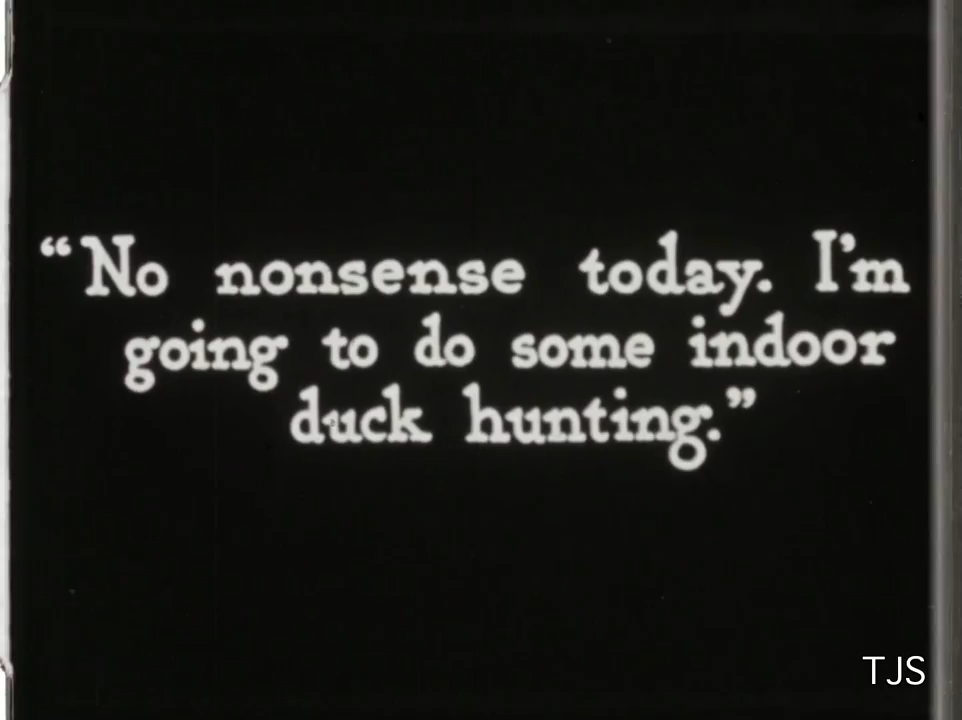 “No nonsense today. I’m
going to do some indoor
duck hunting.”
TJS